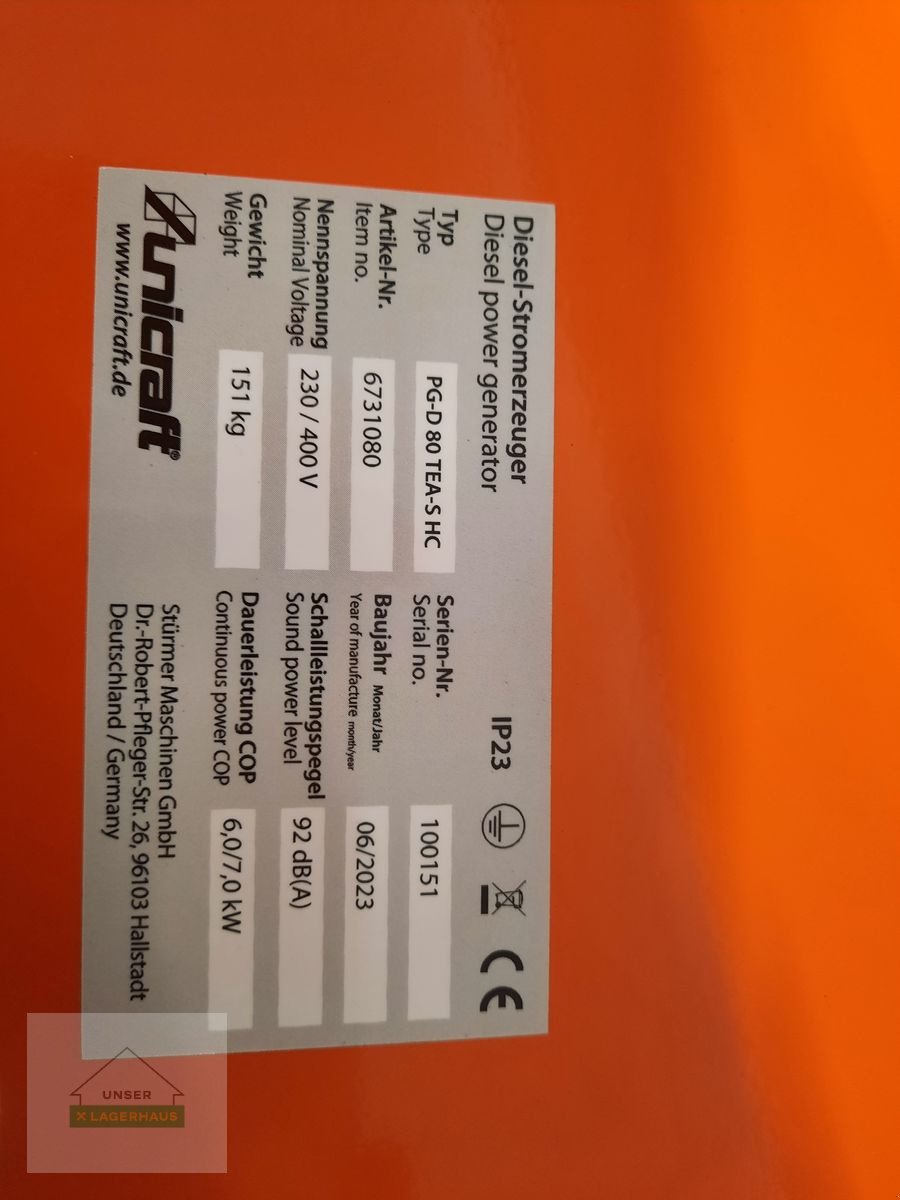 Diesel-Stromerzeuger
Diesel power generator
IP23
CE
Typ
Type
PG-D 80 TEA-S HC
Serien-Nr.
Serial no.
100151
Artikel-Nr.
Item no.
6731080
Baujahr Monat/Jahr
Year of manufacture month/year
06/2023
Nennspannung
Nominal Voltage
230 / 400 V
Schallleistungspegel
Sound power level
92 dB(A)
Gewicht
Weight
151 kg
Dauerleistung COP
Continuous power COP
6,0/7,0 kW
unicraft®
www.unicraft.de
Stürmer Maschinen GmbH
Dr.-Robert-Pfleger-Str. 26, 96103 Hallstadt
Deutschland / Germany
UNSER
X LAGERHAUS